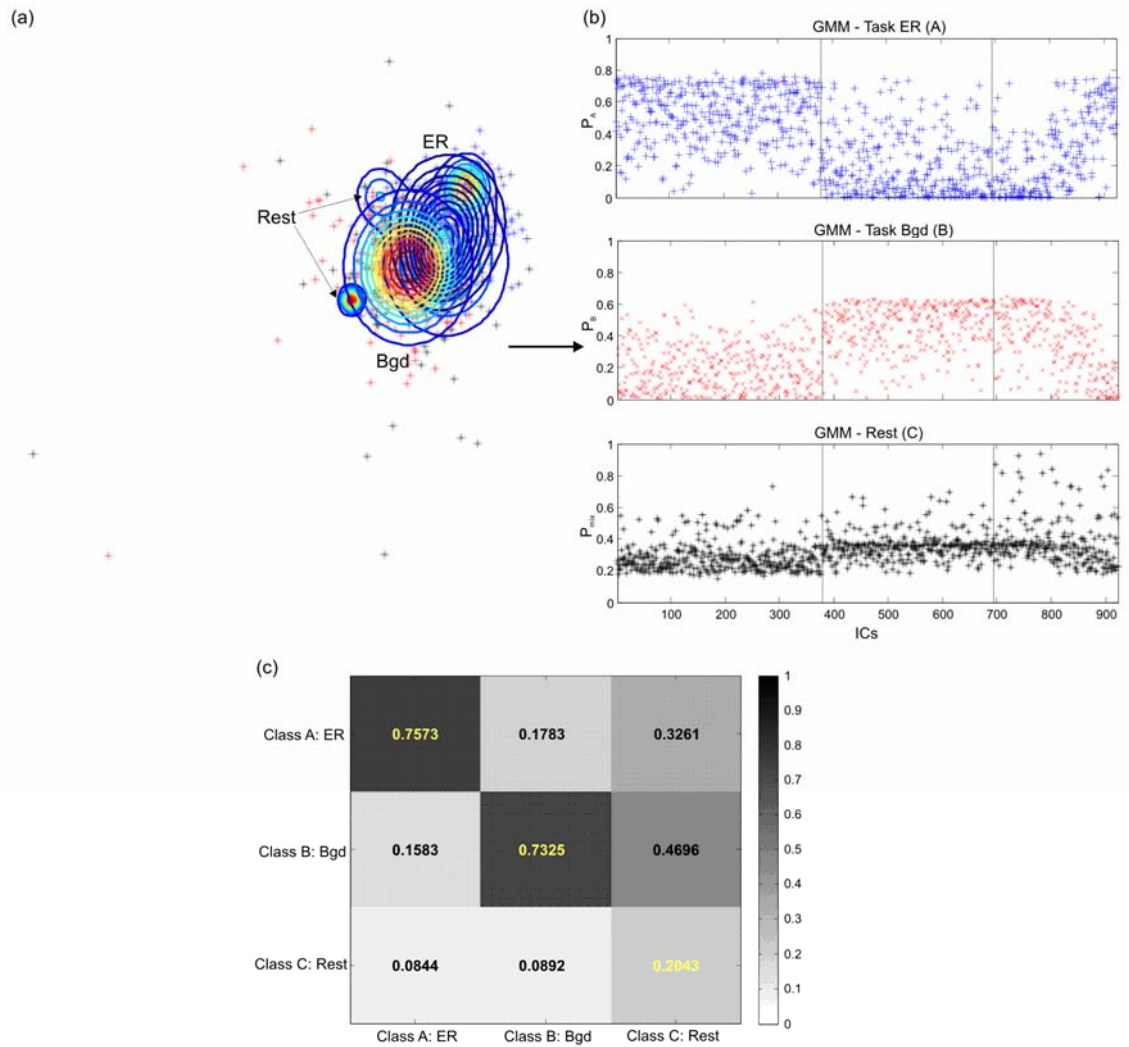 (a)
ER
Rest
Bgd
(b)
GMM - Task ER (A)
1
0.8
0.6
0.4
0.2
0
P_A
GMM - Task Bgd (B)
1
0.8
0.6
0.4
0.2
0
P_B
GMM - Rest (C)
1
0.8
0.6
0.4
0.2
0
P_mix
100 200 300 400 500 600 700 800 900
ICs
(c)
Class A: ER 0.7573 0.1783 0.3261
Class B: Bgd 0.1583 0.7325 0.4696
Class C: Rest 0.0844 0.0892 0.2043
Class A: ER Class B: Bgd Class C: Rest
1
0.9
0.8
0.7
0.6
0.5
0.4
0.3
0.2
0.1
0